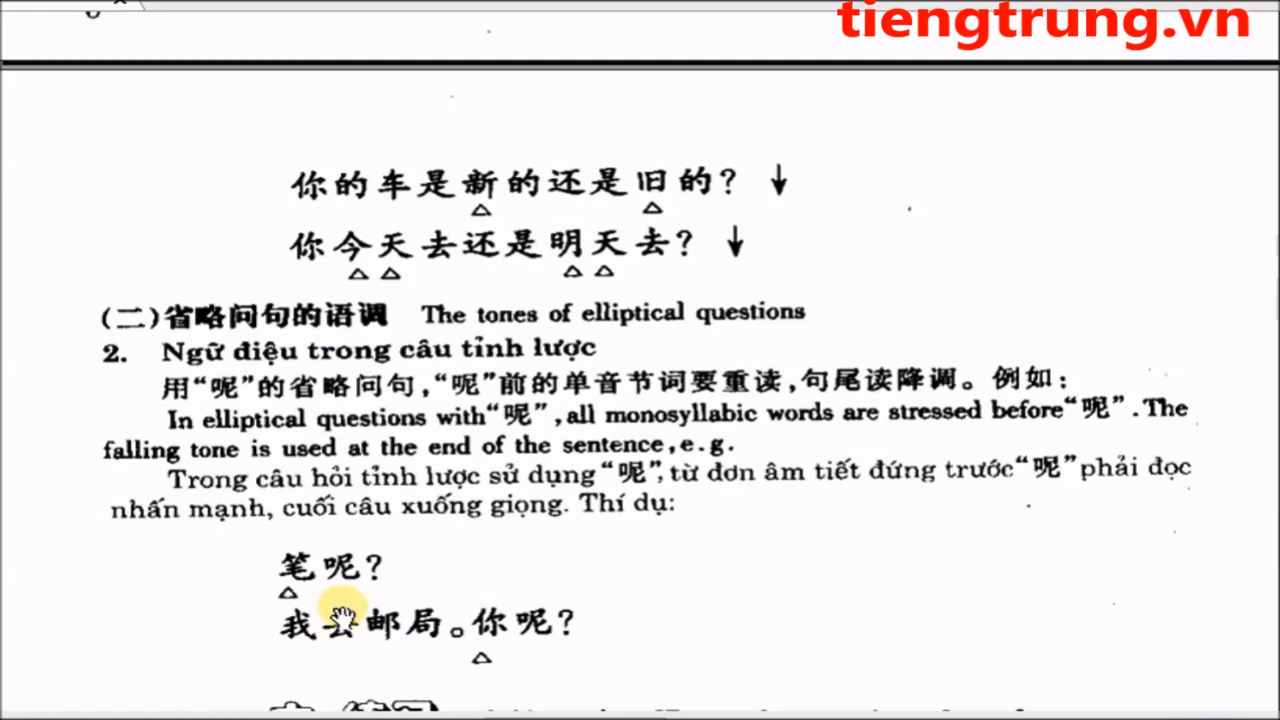 tiengtrung.vn
你的车是新的还是旧的？ ↓
△ △
你今天去还是明天去？ ↓
△ △ △ △
(二)省略问句的语调 The tones of elliptical questions
2. Ngữ điệu trong câu tỉnh lược
用“呢”的省略问句，“呢”前的单音节词要重读，句尾读降调。例如：
In elliptical questions with“呢”,all monosyllabic words are stressed before“呢”.The
falling tone is used at the end of the sentence,e.g.
Trong câu hỏi tỉnh lược sử dụng “呢”, từ đơn âm tiết đứng trước“呢”phải đọc
nhấn mạnh, cuối câu xuống giọng. Thí dụ:
笔呢？
△
我去邮局。你呢？
△